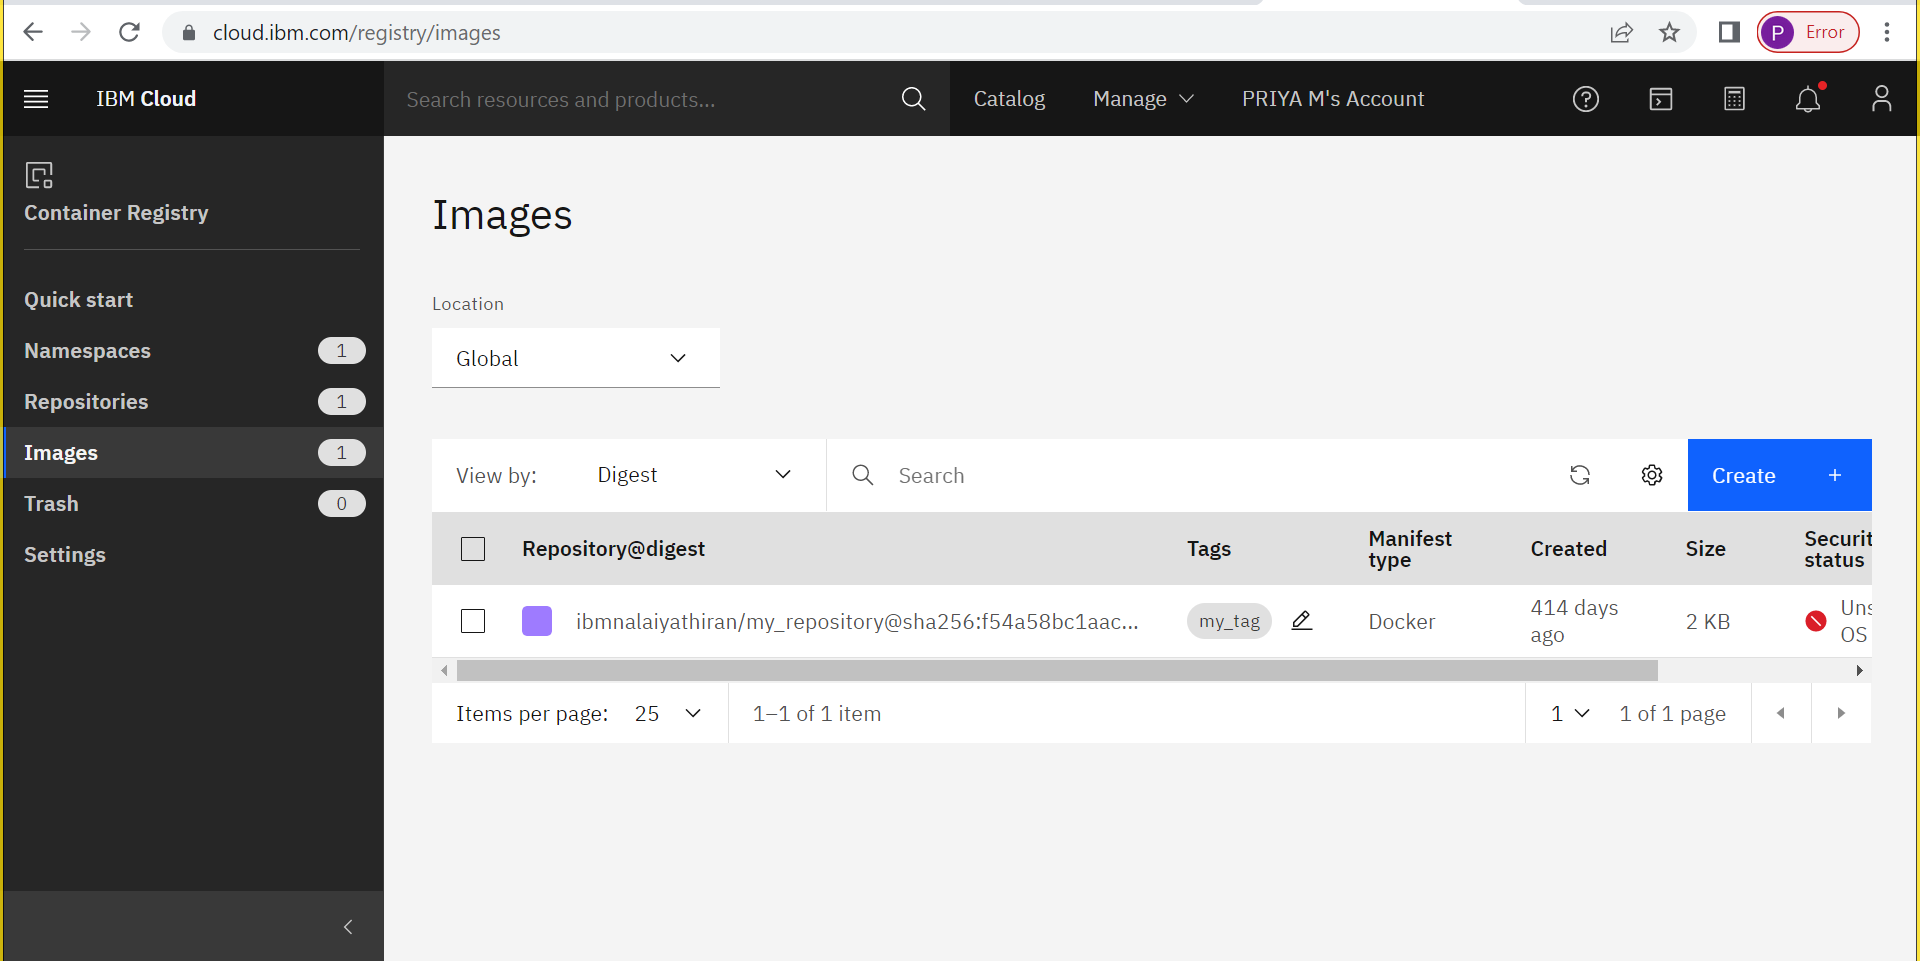 cloud.ibm.com/registry/images
P Error
IBM Cloud
Search resources and products...
Catalog
Manage
PRIYA M's Account
Container Registry
Quick start
Namespaces 1
Repositories 1
Images 1
Trash 0
Settings
Images
Location
Global
View by: Digest
Search
Create +
Repository@digest Tags Manifest type Created Size Securit status
ibmnalaiyathiran/my_repository@sha256:f54a58bc1aac... my_tag Docker 414 days ago 2 KB Uns OS
Items per page: 25
1–1 of 1 item
1
1 of 1 page